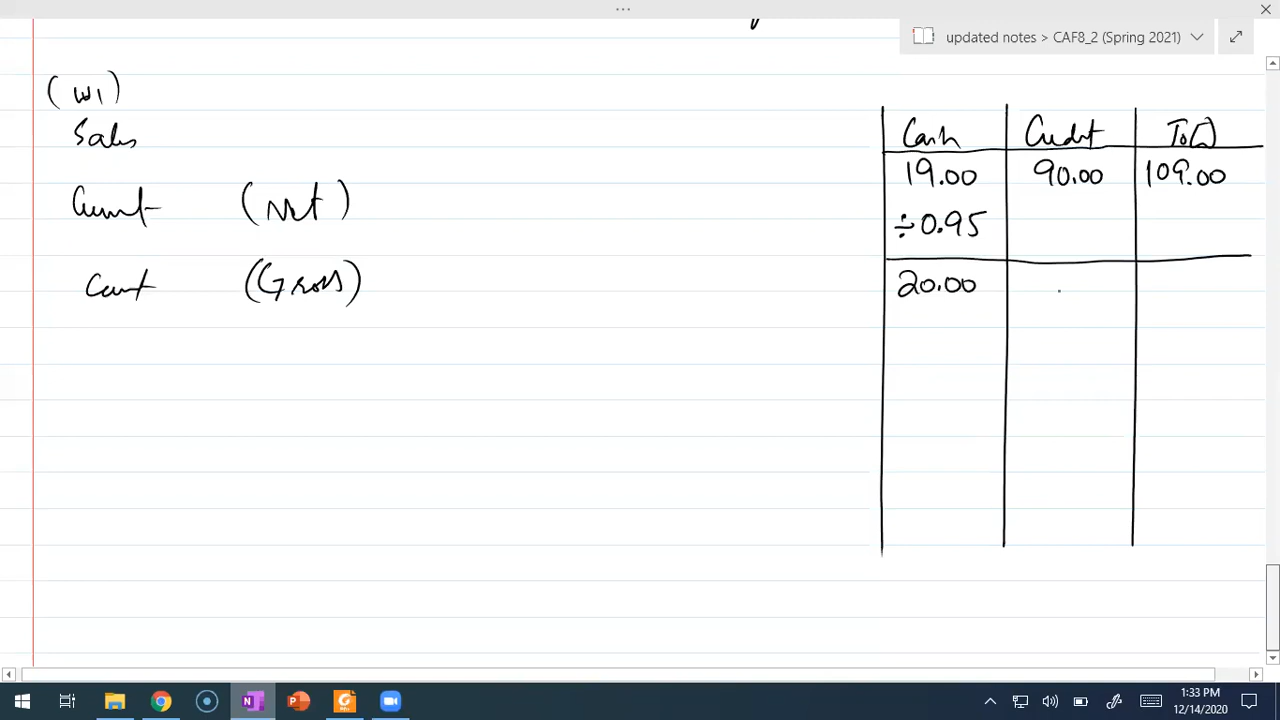 updated notes > CAF8_2 (Spring 2021)
(W1)
Sales
Cash Credit Total
Current (Net) 19.00 90.00 109.00
÷0.95
Current (Gross) 20.00
1:33 PM
12/14/2020